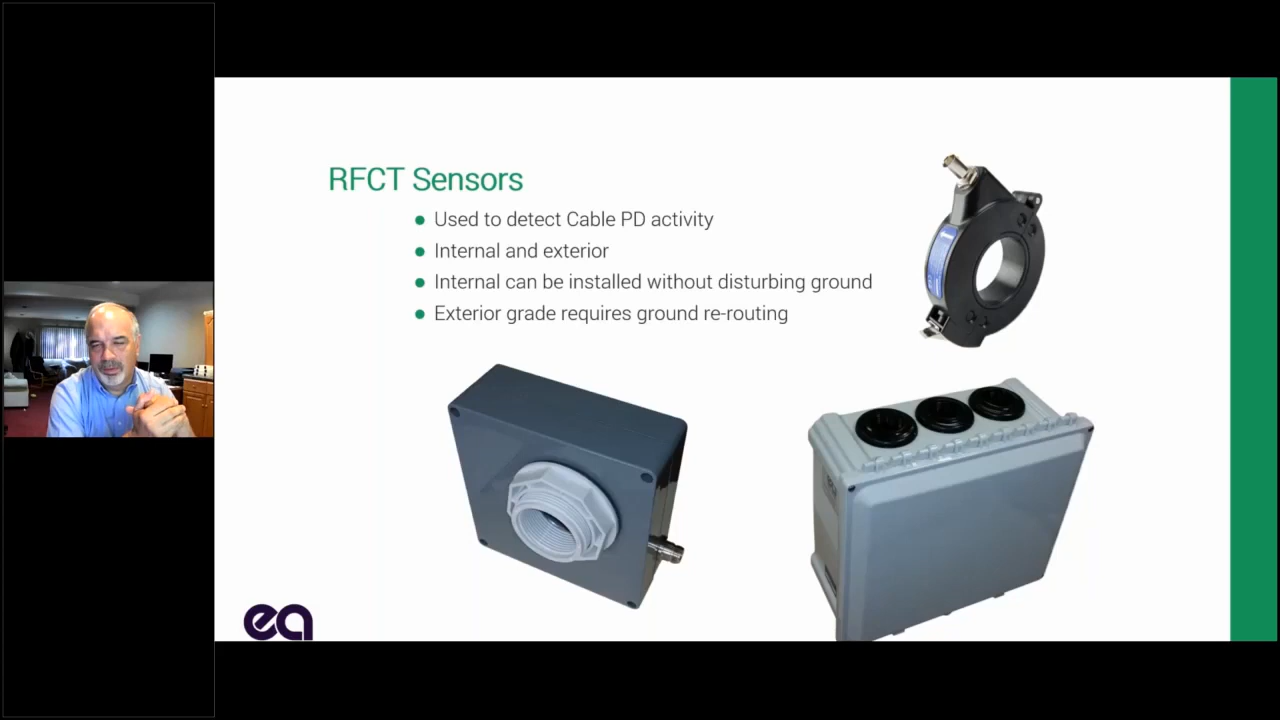 RFCT Sensors
Used to detect Cable PD activity
Internal and exterior
Internal can be installed without disturbing ground
Exterior grade requires ground re-routing
ea